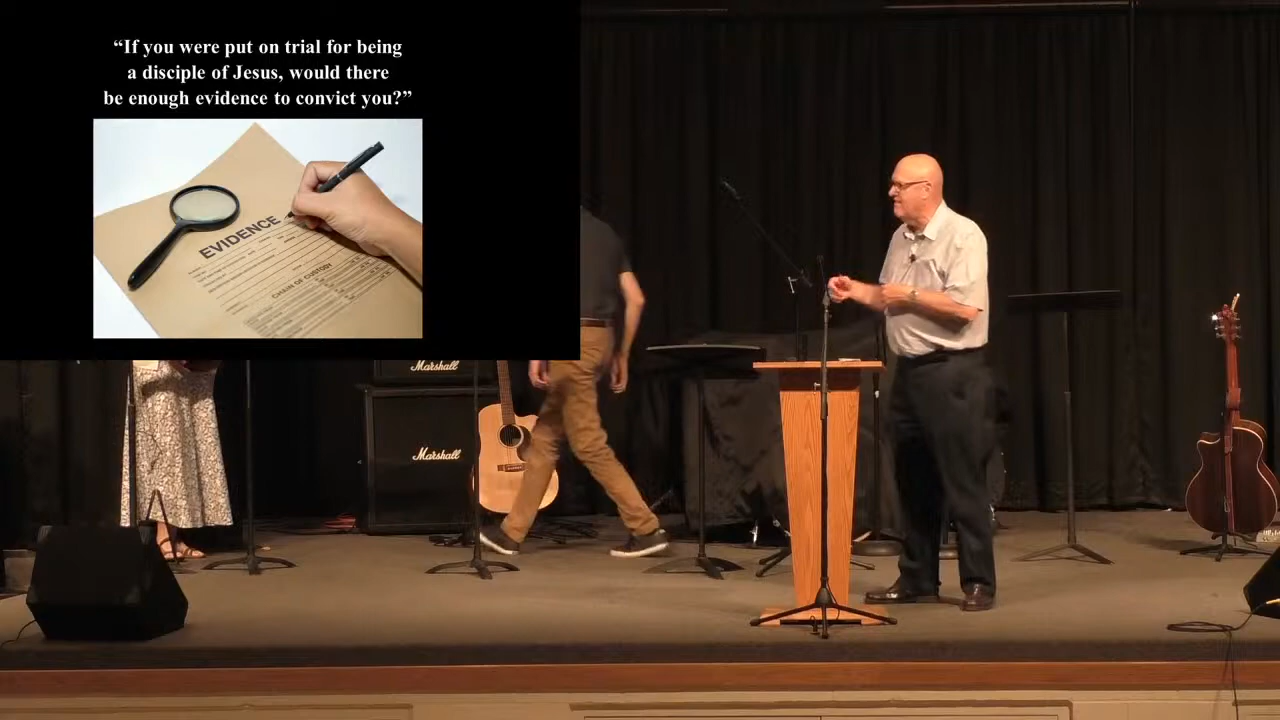 “If you were put on trial for being
a disciple of Jesus, would there
be enough evidence to convict you?”
EVIDENCE
CHAIN OF CUSTODY
Marshall
Marshall